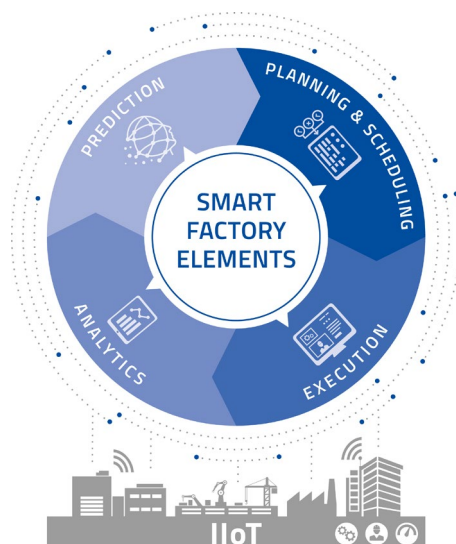 PREDICTION
PLANNING & SCHEDULING
SMART
FACTORY
ELEMENTS
ANALYTICS
EXECUTION
IIoT